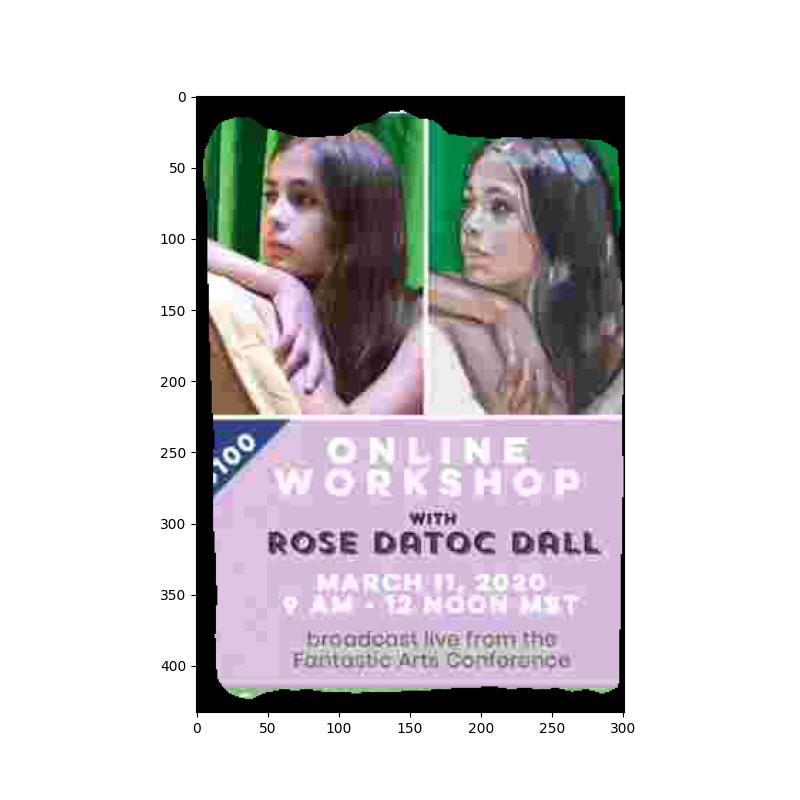 $100
ONLINE
WORKSHOP
WITH
ROSE DATOC DALL
MARCH 11, 2020
9 AM - 12 NOON MST
broadcast live from the
Fantastic Arts Conference